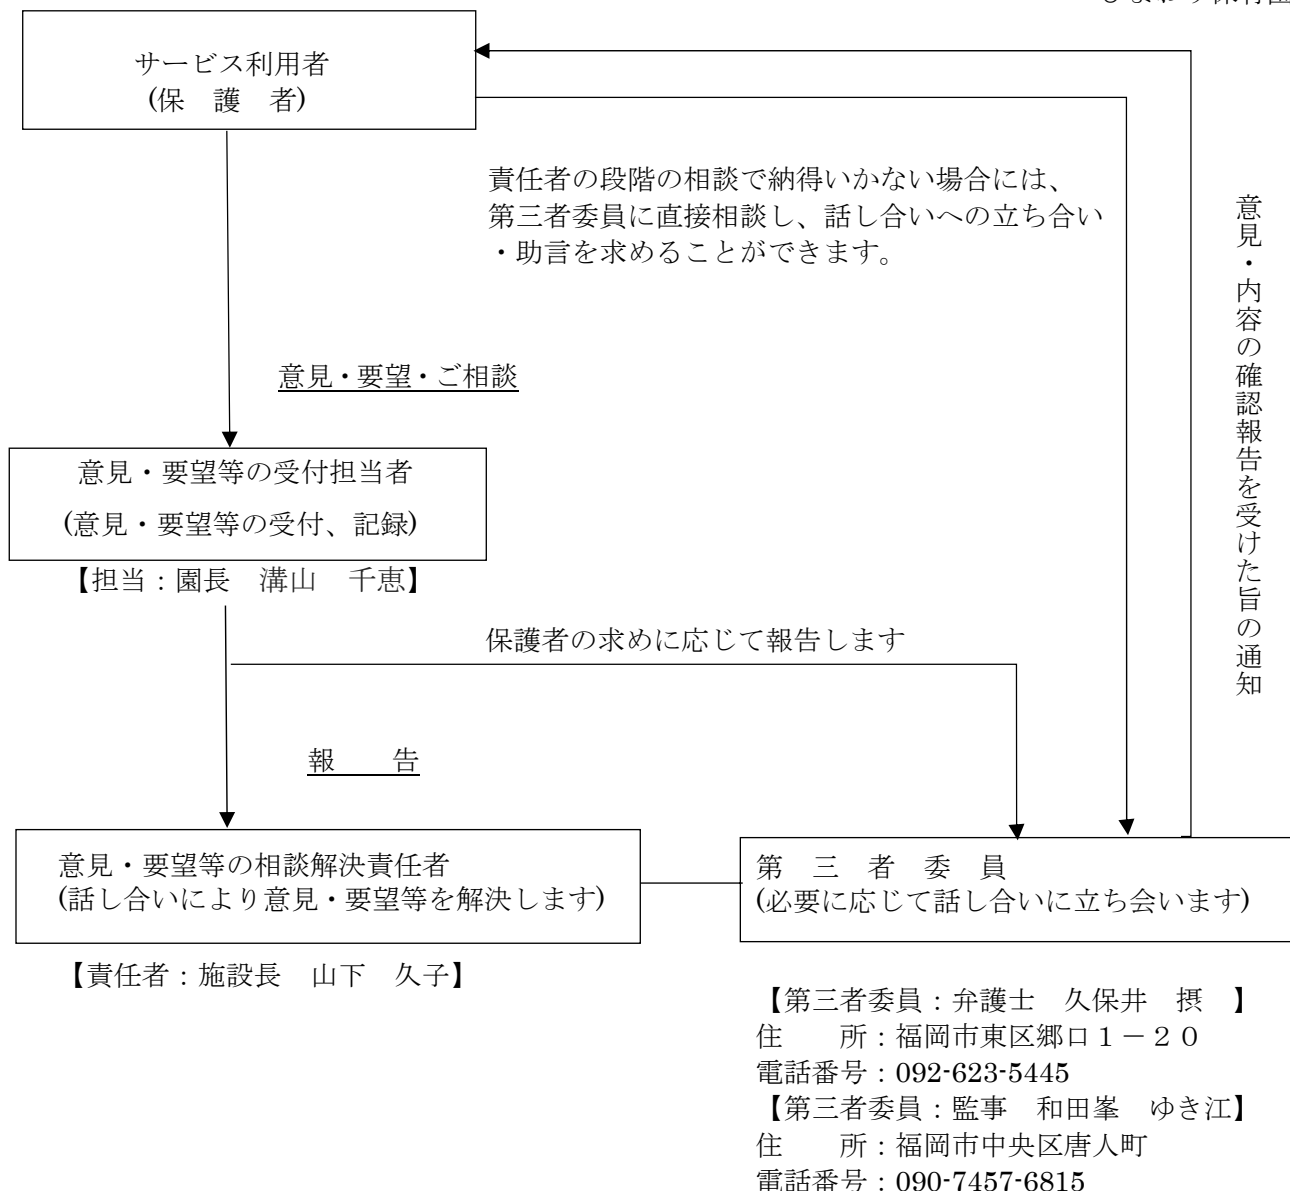 サービス利用者
(保　護　者)
責任者の段階の相談で納得いかない場合には、
第三者委員に直接相談し、話し合いへの立ち合い
・助言を求めることができます。
意見・内容の確認報告を受けた旨の通知
意見・要望・ご相談
意見・要望等の受付担当者
(意見・要望等の受付、記録)
【担当：園長　溝山　千恵】
保護者の求めに応じて報告します
報　　告
意見・要望等の相談解決責任者
(話し合いにより意見・要望等を解決します)
【責任者：施設長　山下　久子】
第　三　者　委　員
(必要に応じて話し合いに立ち会います)
【第三者委員：弁護士　久保井　摂　】
住　　所：福岡市東区郷口１－２０
電話番号：092-623-5445
【第三者委員：監事　和田峯　ゆき江】
住　　所：福岡市中央区唐人町
電話番号：090-7457-6815